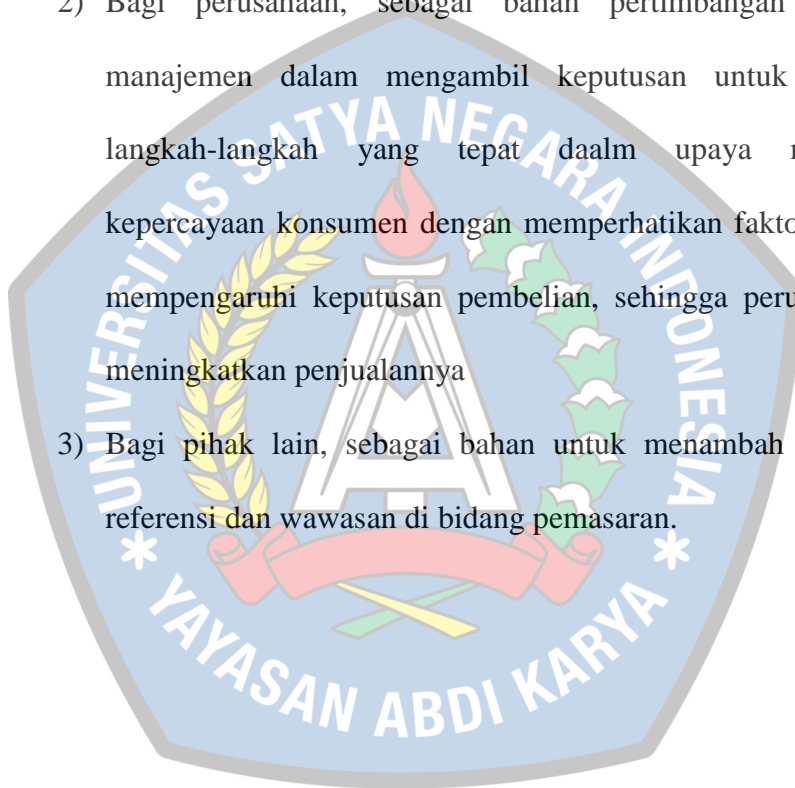 2) Bagi perusahaan, sebagai bahan pertimbangan
manajemen dalam mengambil keputusan untuk
langkah-langkah yang tepat daalm upaya
kepercayaan konsumen dengan memperhatikan
mempengaruhi keputusan pembelian, sehingga
meningkatkan penjualannya
3) Bagi pihak lain, sebagai bahan untuk menambah
referensi dan wawasan di bidang pemasaran.
UNIVERSITAS SATYA NEGARA INDONESIA
* YAYASAN ABDI KARYA *